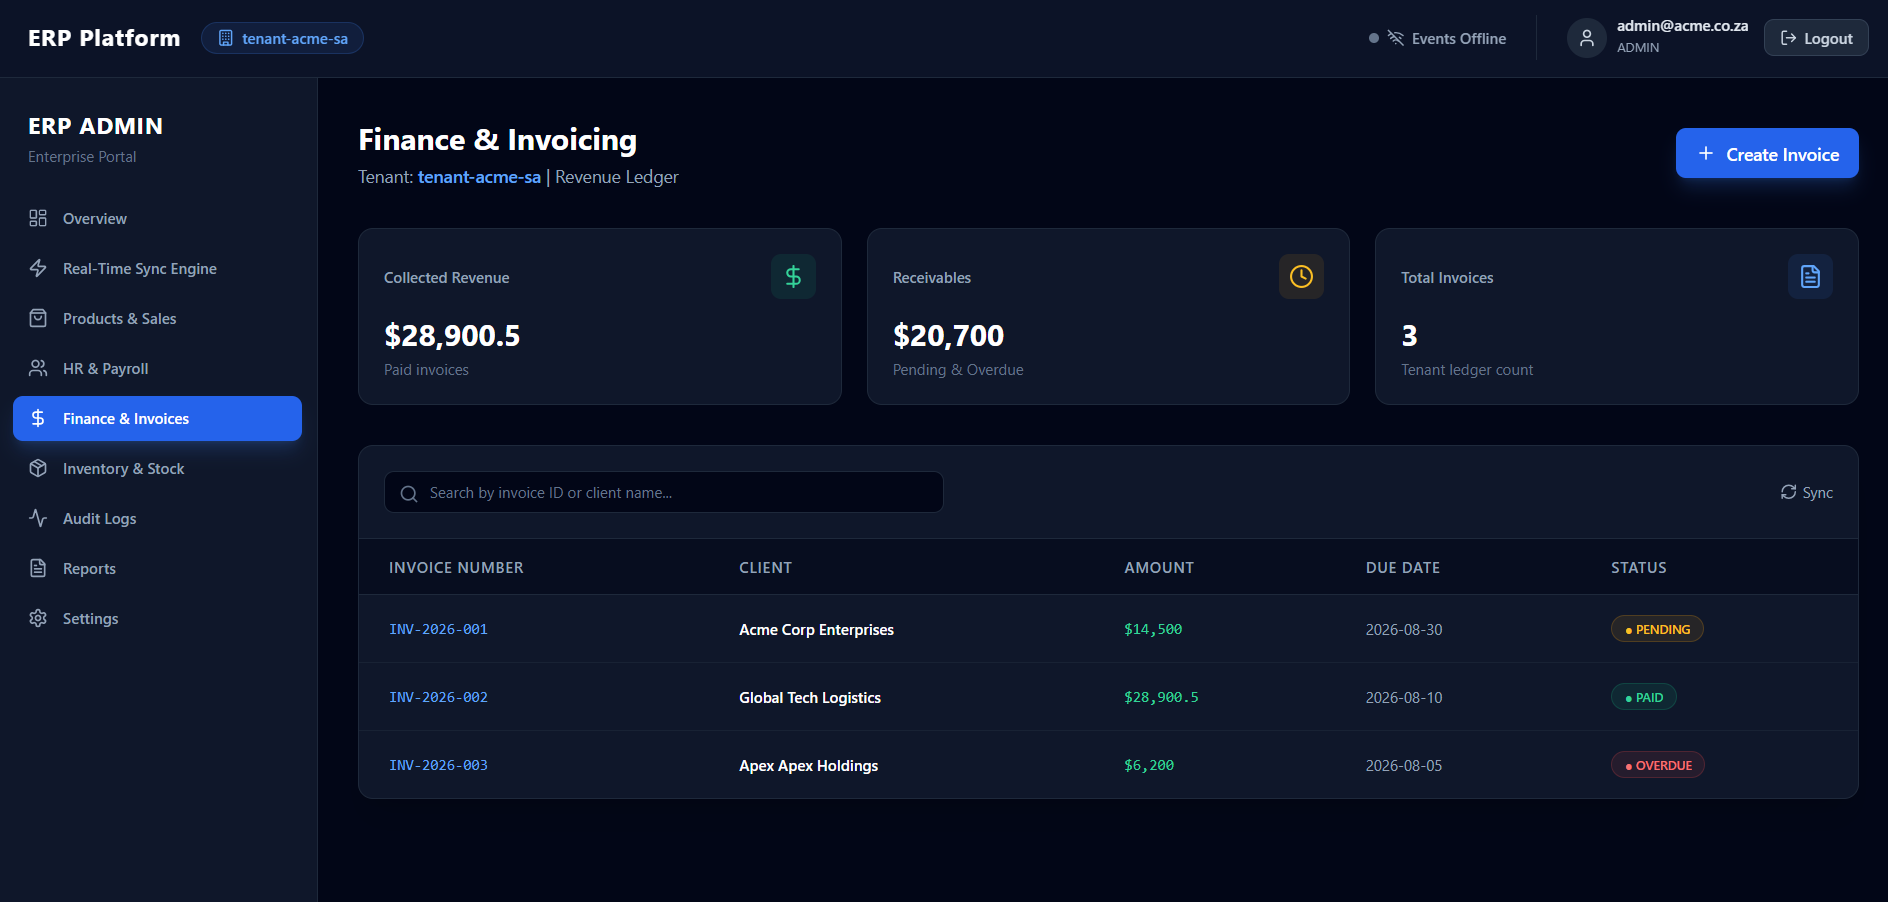 ERP Platform
tenant-acme-sa
Events Offline
admin@acme.co.za
ADMIN
Logout
ERP ADMIN
Enterprise Portal
Overview
Real-Time Sync Engine
Products & Sales
HR & Payroll
Finance & Invoices
Inventory & Stock
Audit Logs
Reports
Settings
Finance & Invoicing
Tenant: tenant-acme-sa | Revenue Ledger
+ Create Invoice
Collected Revenue
$28,900.5
Paid invoices
Receivables
$20,700
Pending & Overdue
Total Invoices
3
Tenant ledger count
Search by invoice ID or client name...
Sync
INVOICE NUMBER CLIENT AMOUNT DUE DATE STATUS
INV-2026-001 Acme Corp Enterprises $14,500 2026-08-30 PENDING
INV-2026-002 Global Tech Logistics $28,900.5 2026-08-10 PAID
INV-2026-003 Apex Apex Holdings $6,200 2026-08-05 OVERDUE